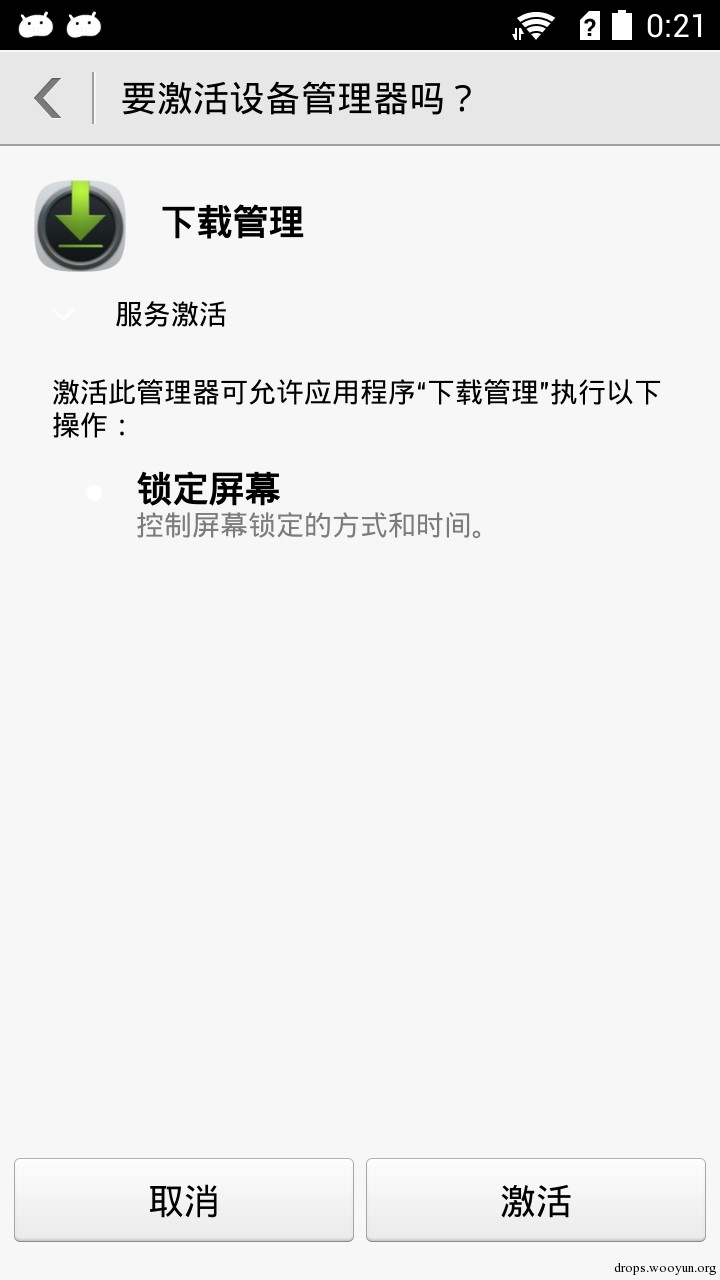 0:21
要激活设备管理器吗？
下载管理
服务激活
激活此管理器可允许应用程序“下载管理”执行以下
操作：
锁定屏幕
控制屏幕锁定的方式和时间。
取消
激活
drops.wooyun.org